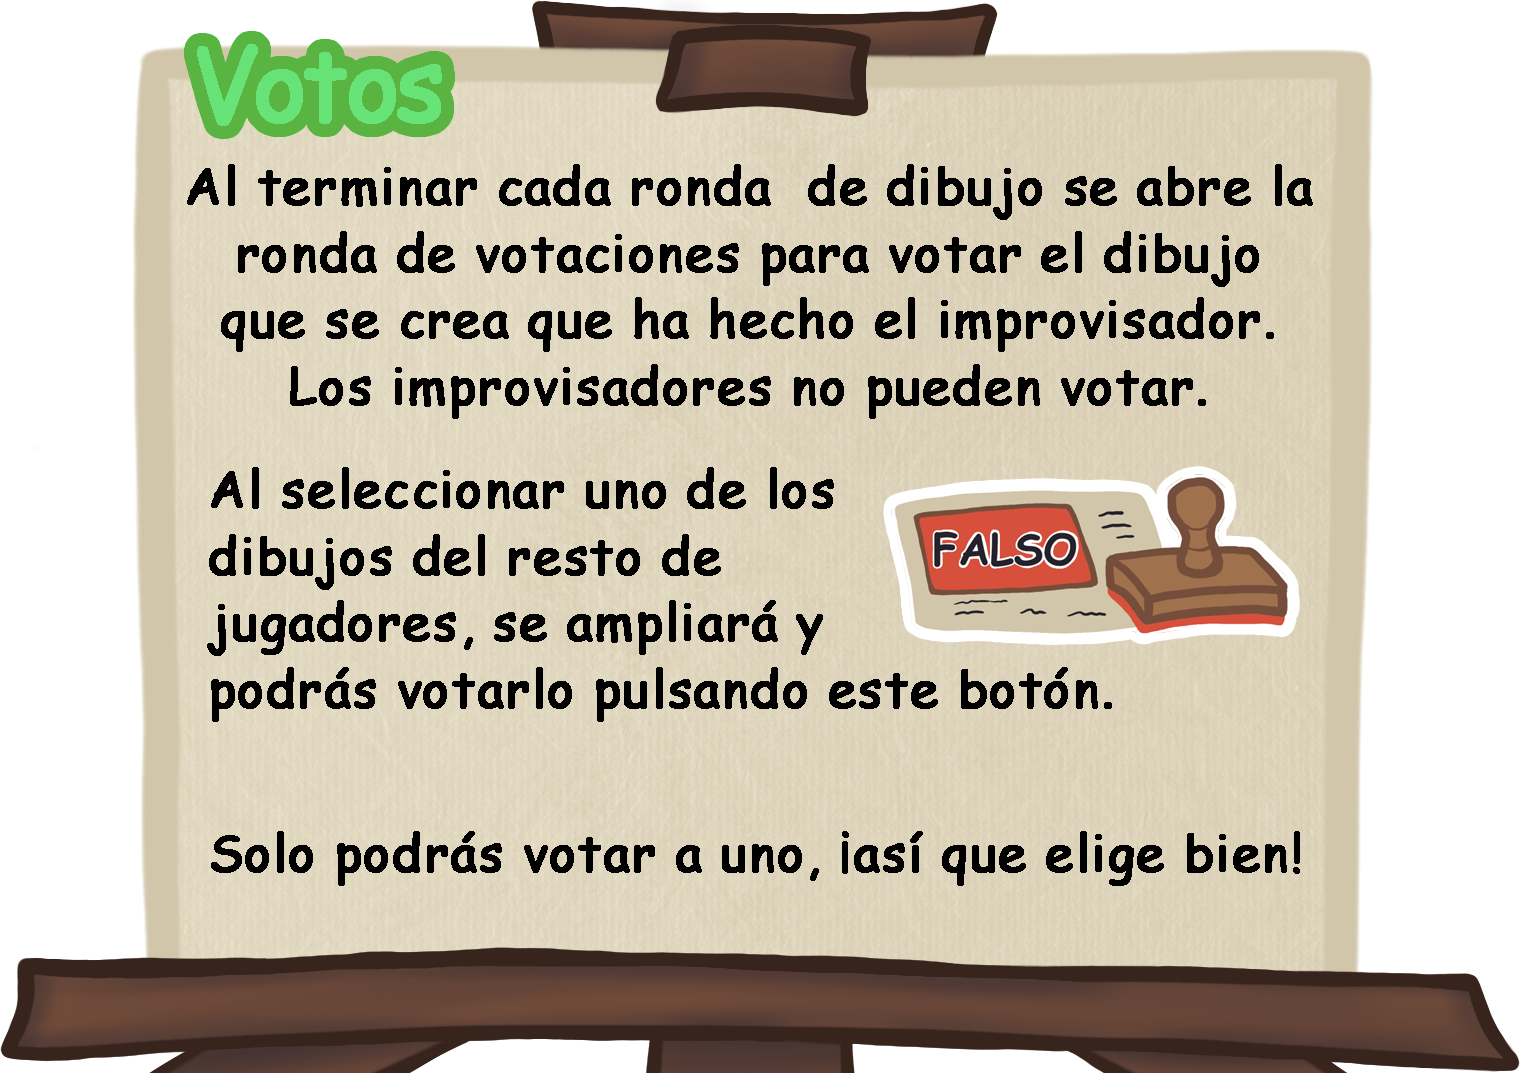 Votos
Al terminar cada ronda de dibujo se abre la
ronda de votaciones para votar el dibujo
que se crea que ha hecho el improvisador.
Los improvisadores no pueden votar.
Al seleccionar uno de los
dibujos del resto de
jugadores, se ampliará y
podrás votarlo pulsando este botón.
FALSO
Solo podrás votar a uno, ¡así que elige bien!